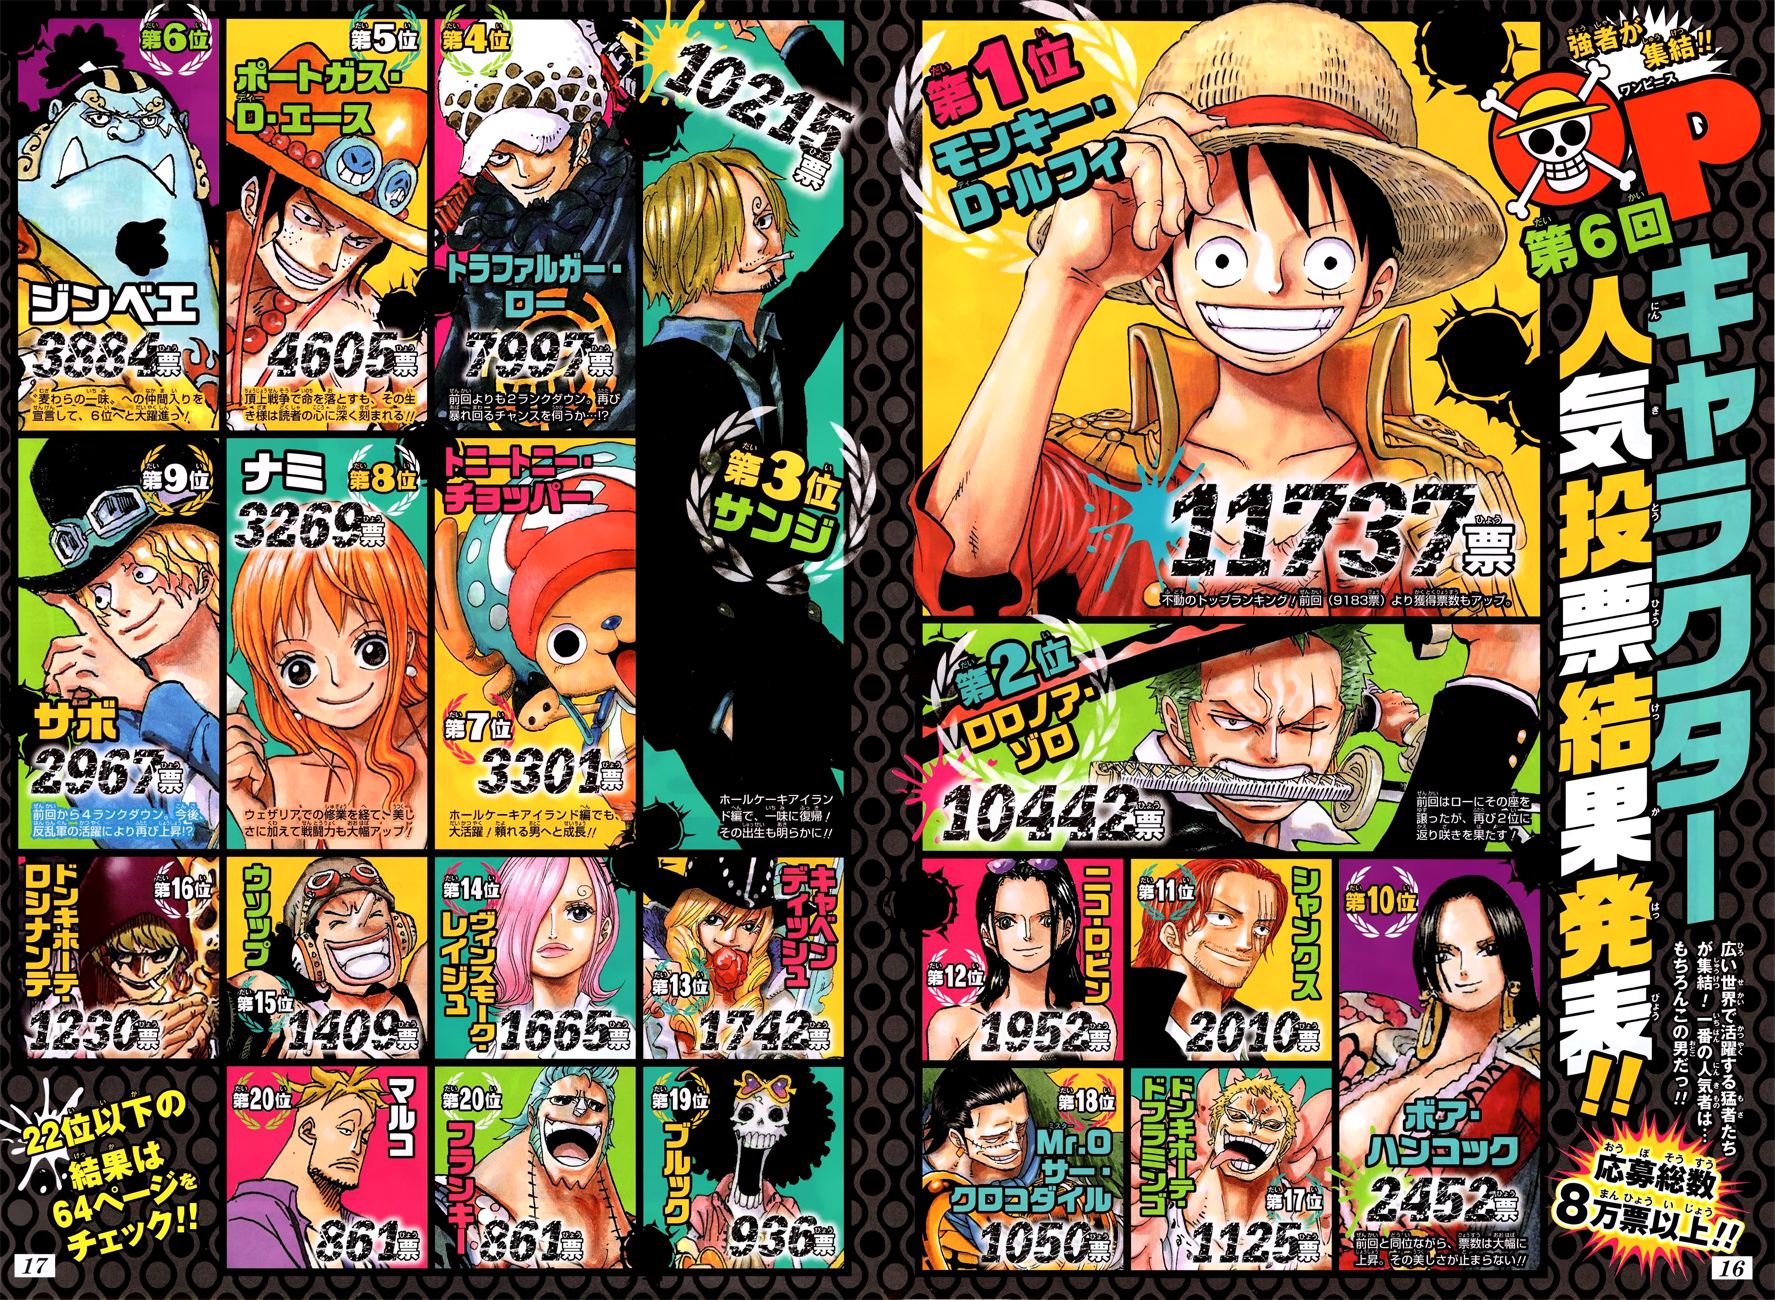 強者が
集結!!
ワンピース
OP
第6回
キャラクター
人気投票結果発表!!
広い世界で活躍する猛者たち
が集結!一番の人気者は…
もちろんこの男だっ!!
応募総数
8万票以上!!
第1位
モンキー・
D・ルフィ
11737票
不動のトップランキング!前回(9183票)より獲得票数もアップ。
第2位
ロロノア・
ゾロ
10442票
前回はローにその座を
譲ったが、再び2位に
返り咲きを果たす!
第10位
ボア・
ハンコック
2452票
前回と同位ながら、票数は大幅に
上昇。その美しさが止まらない!!
第11位
シャンクス
2010票
第12位
ニコ・ロビン
1952票
第17位
ドンキホーテ・
ドフラミンゴ
1125票
第18位
Mr.0
ミスター
サー・
クロコダイル
1050票
16
10215票
第3位
サンジ
ホールケーキアイラン
ド編で、一味に復帰!
その出生も明らかに!!
第4位
トラファルガー・
ロー
7997票
前回よりも2ランクダウン。再び
暴れ回るチャンスを伺うか…!?
第5位
ポートガス・
D・エース
4605票
頂上戦争で命を落とすも、その生
き様は読者の心に深く刻まれる!!
第6位
ジンベエ
3884票
“麦わらの一味”への仲間入りを
宣言して、6位へと大躍進っ!
トニートニー・
チョッパー
第7位
3301票
ホールケーキアイランド編でも、
大活躍!頼れる男へと成長!!
ナミ
第8位
3269票
ウェザリアでの修業を経て、美し
さに加えて戦闘力も大幅アップ!
第9位
サボ
2967票
前回から4ランクダウン。今後、
反乱軍の活躍により再び上昇!?
キャベン
ディッシュ
第13位
1742票
第14位
ヴィンスモーク・
レイジュ
1665票
ウソップ
第15位
1409票
ドンキホーテ・
ロシナンテ
第16位
1230票
第19位
ブルック
936票
第20位
フランキー
861票
第20位
マルコ
861票
22位以下の
結果は
64ページを
チェック!!
17